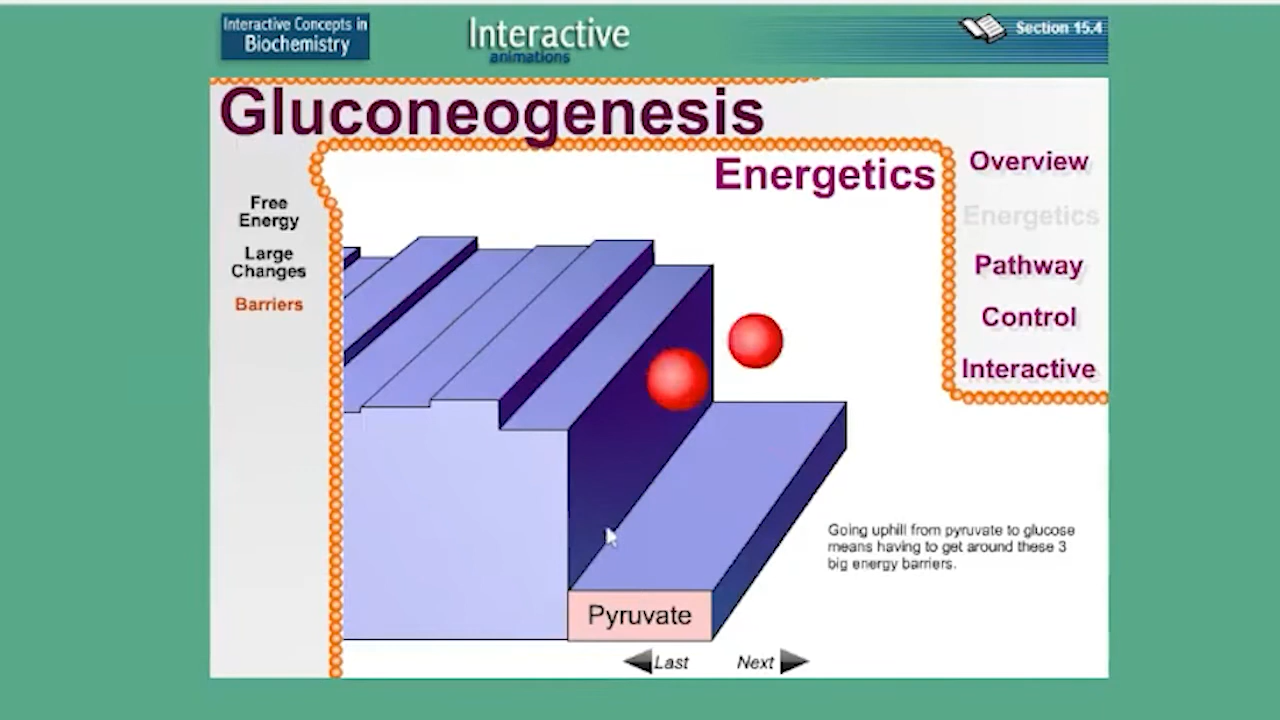 Interactive Concepts in
Biochemistry
Interactive
animations
Section 15.4
Gluconeogenesis
Energetics
Free
Energy
Large
Changes
Barriers
Overview
Energetics
Pathway
Control
Interactive
Going uphill from pyruvate to glucose
means having to get around these 3
big energy barriers.
Pyruvate
Last
Next